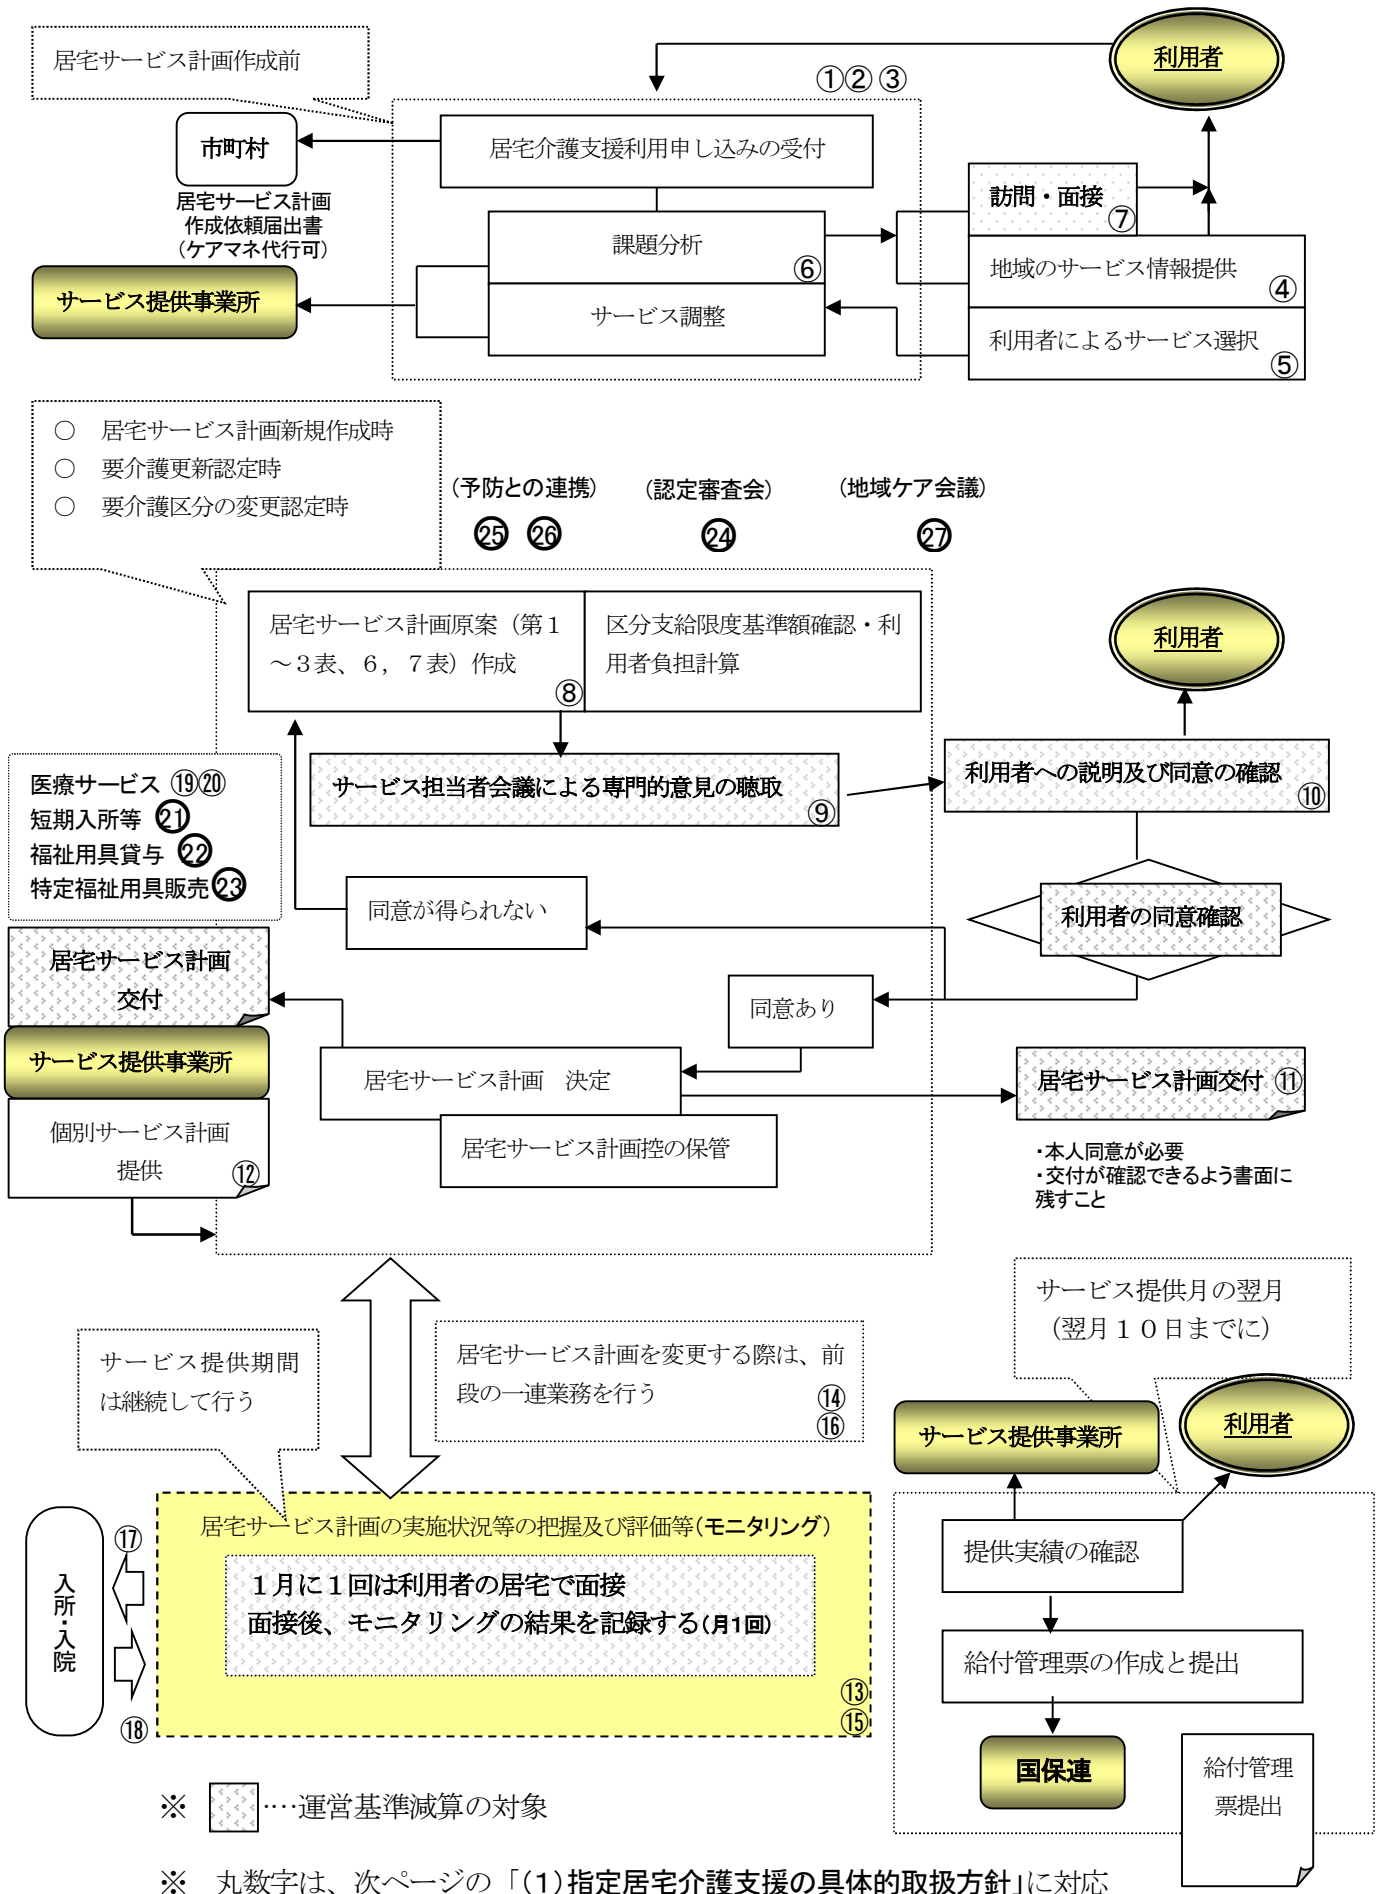 居宅サービス計画作成前
利用者
①② ③
市町村
居宅介護支援利用申し込みの受付
居宅サービス計画
作成依頼届出書
（ケアマネ代行可）
訪問・面接
⑦
課題分析
⑥
地域のサービス情報提供
④
サービス提供事業所
サービス調整
利用者によるサービス選択
⑤
○　居宅サービス計画新規作成時
○　要介護更新認定時
○　要介護区分の変更認定時
（予防との連携）　（認定審査会）　（地域ケア会議）
㉕ ㉖　㉔　㉗
居宅サービス計画原案（第１
～３表、６，７表）作成
⑧
区分支給限度基準額確認・利
用者負担計算
利用者
サービス担当者会議による専門的意見の聴取
⑨
利用者への説明及び同意の確認
⑩
医療サービス ⑲⑳
短期入所等 ㉑
福祉用具貸与 ㉒
特定福祉用具販売㉓
同意が得られない
利用者の同意確認
居宅サービス計画
交付
同意あり
サービス提供事業所
居宅サービス計画　決定
居宅サービス計画交付 ⑪
個別サービス計画
提供
⑫
居宅サービス計画控の保管
・本人同意が必要
・交付が確認できるよう書面に
残すこと
サービス提供月の翌月
（翌月１０日までに）
サービス提供期間
は継続して行う
居宅サービス計画を変更する際は、前
段の一連業務を行う
⑭
⑯
サービス提供事業所
利用者
居宅サービス計画の実施状況等の把握及び評価等（モニタリング）
１月に１回は利用者の居宅で面接
面接後、モニタリングの結果を記録する（月1回）
⑬
⑮
⑰
入所・入院
⑱
提供実績の確認
給付管理票の作成と提出
国保連
給付管理
票提出
※　‥‥運営基準減算の対象
※　丸数字は、次ページの「（１）指定居宅介護支援の具体的取扱方針」に対応